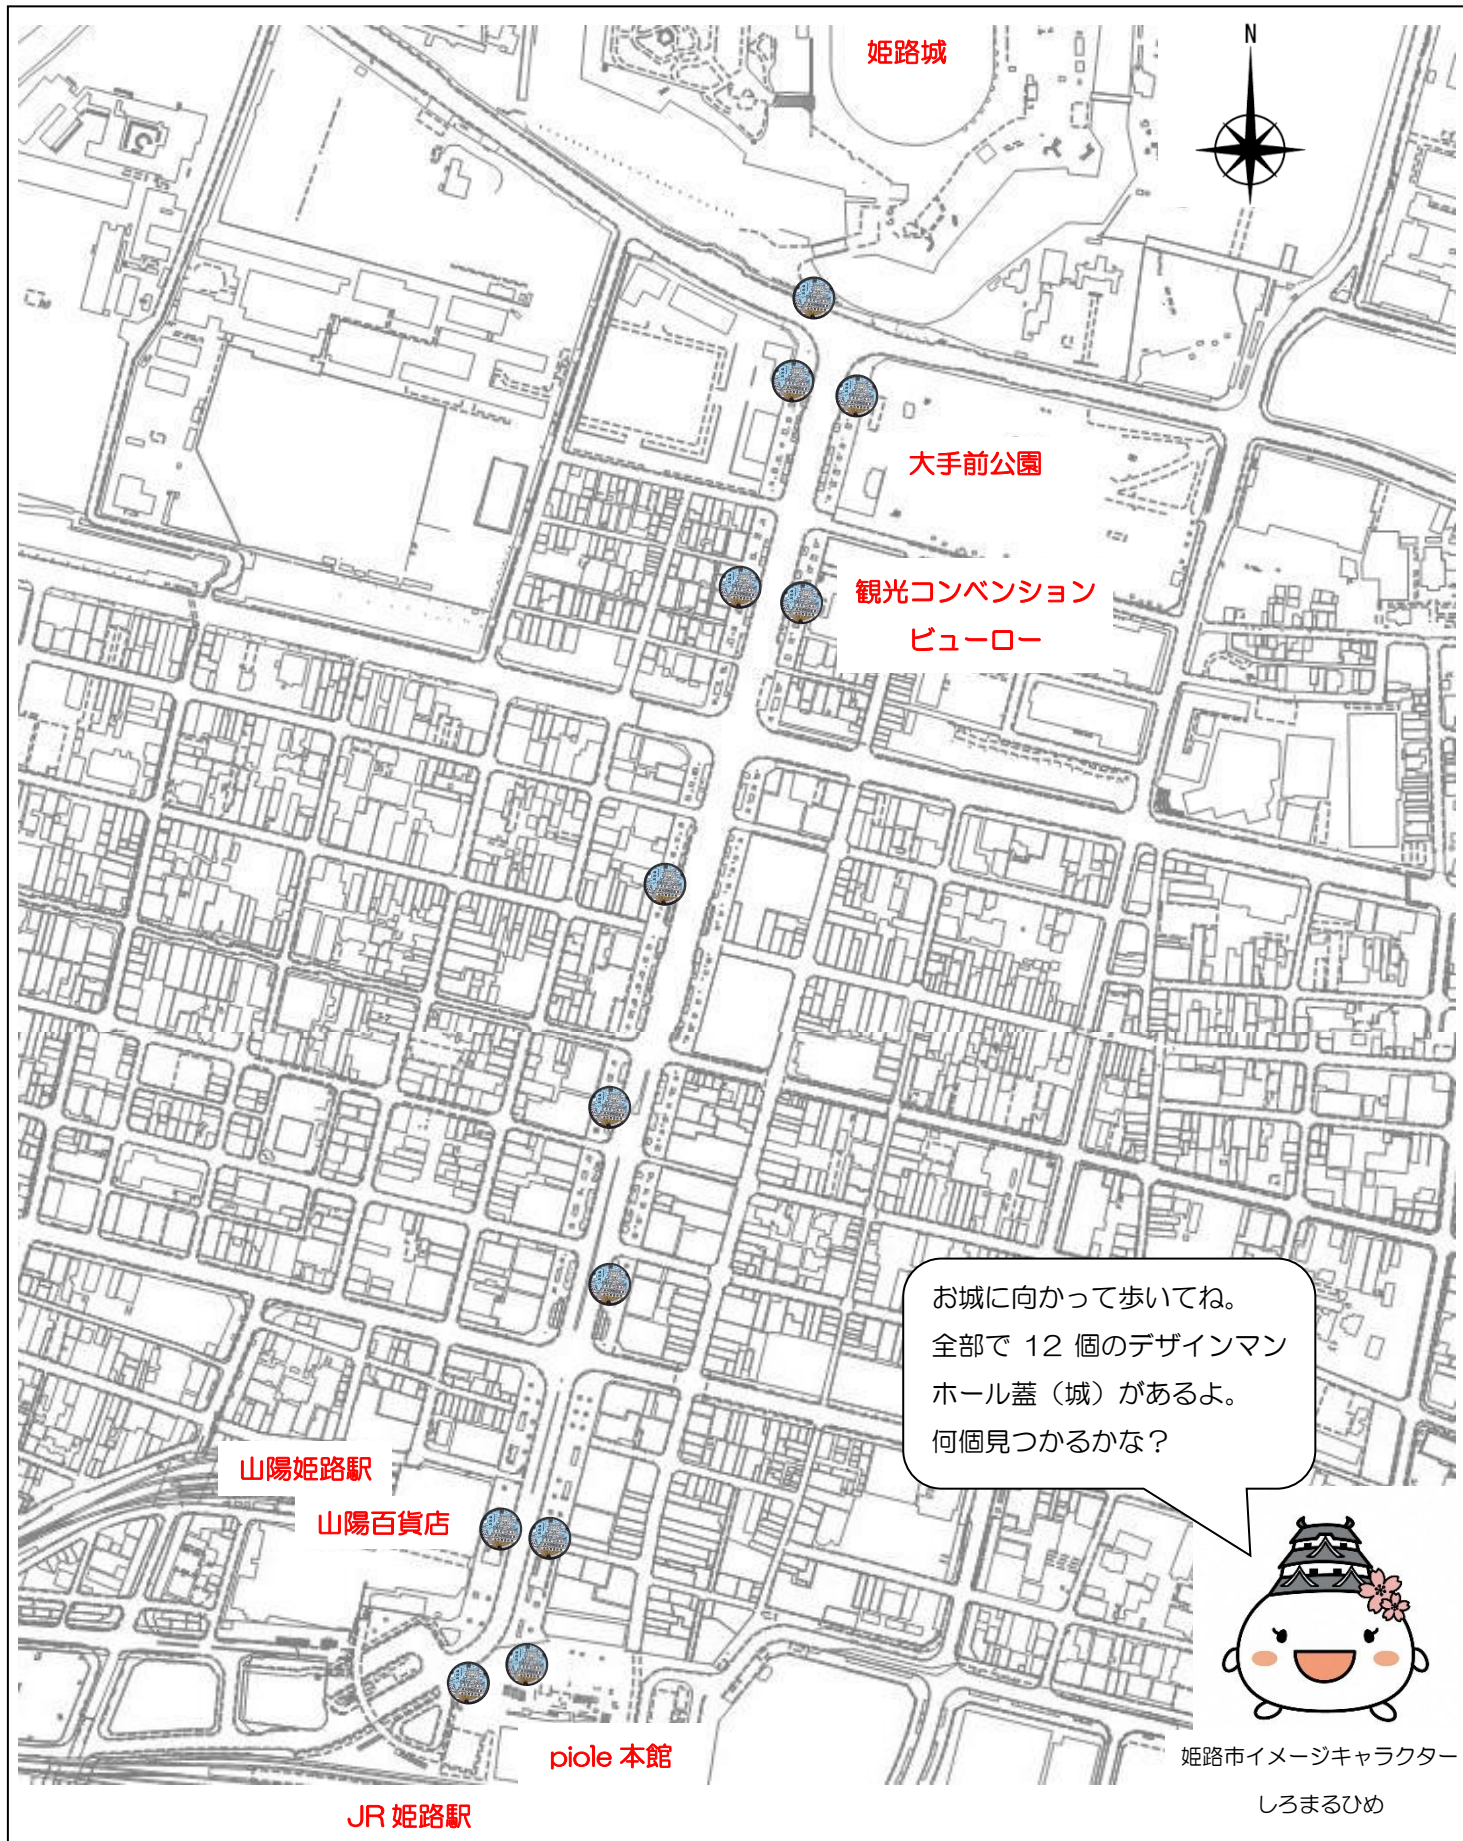 姫路城
N
大手前公園
観光コンベンション
ビューロー
お城に向かって歩いてね。
全部で 12 個のデザインマン
ホール蓋（城）があるよ。
何個見つかるかな？
山陽姫路駅
山陽百貨店
piole 本館
JR 姫路駅
姫路市イメージキャラクター
しろまるひめ